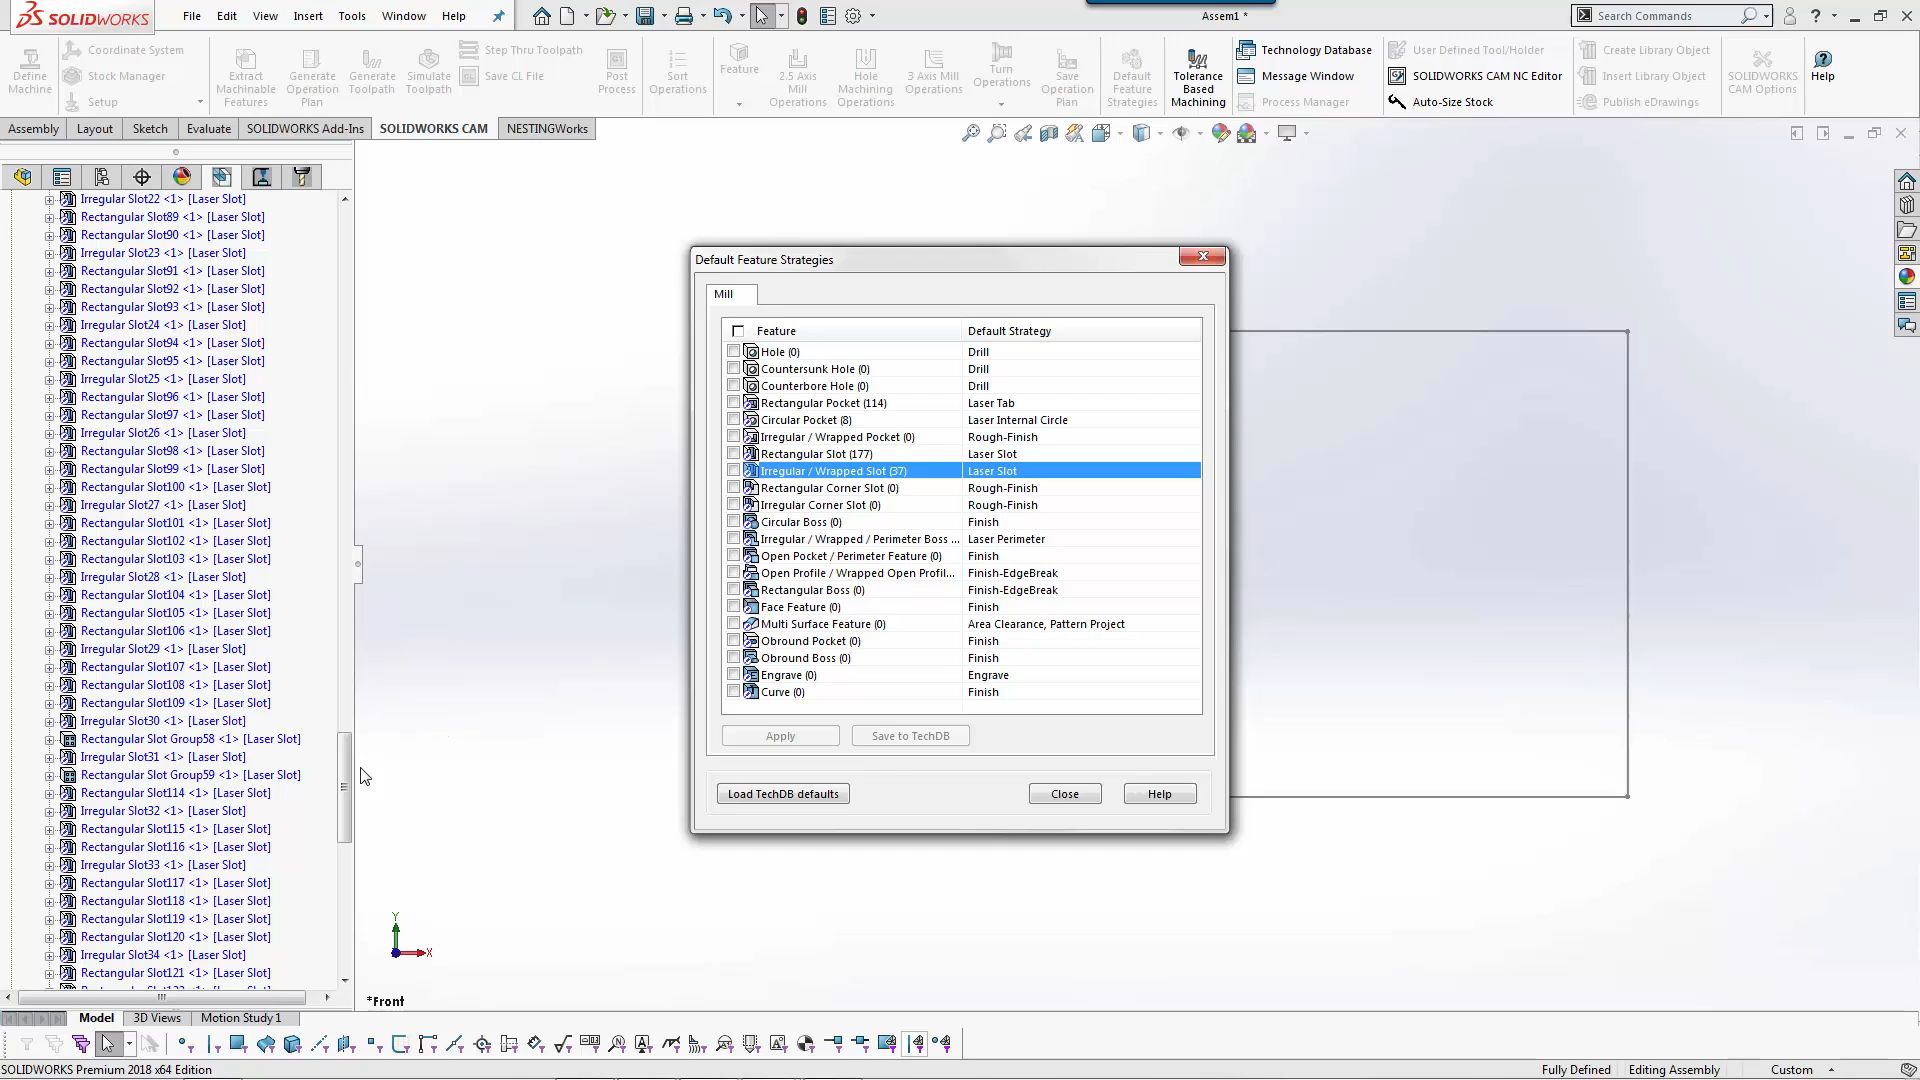 SOLIDWORKS
File Edit View Insert Tools Window Help
Assem1 *
Search Commands
Define Machine
Coordinate System
Stock Manager
Setup
Extract Machinable Features
Generate Operation Plan
Generate Toolpath
Simulate Toolpath
Step Thru Toolpath
Save CL File
Post Process
Sort Operations
Feature
2.5 Axis Mill Operations
Hole Machining Operations
3 Axis Mill Operations
Turn Operations
Save Operation Plan
Default Feature Strategies
Tolerance Based Machining
Technology Database
Message Window
Process Manager
User Defined Tool/Holder
SOLIDWORKS CAM NC Editor
Auto-Size Stock
Create Library Object
Insert Library Object
Publish eDrawings
SOLIDWORKS CAM Options
Help
Assembly Layout Sketch Evaluate SOLIDWORKS Add-Ins SOLIDWORKS CAM NESTINGWorks
Irregular Slot22 <1> [Laser Slot]
Rectangular Slot89 <1> [Laser Slot]
Rectangular Slot90 <1> [Laser Slot]
Irregular Slot23 <1> [Laser Slot]
Rectangular Slot91 <1> [Laser Slot]
Rectangular Slot92 <1> [Laser Slot]
Rectangular Slot93 <1> [Laser Slot]
Irregular Slot24 <1> [Laser Slot]
Rectangular Slot94 <1> [Laser Slot]
Rectangular Slot95 <1> [Laser Slot]
Irregular Slot25 <1> [Laser Slot]
Rectangular Slot96 <1> [Laser Slot]
Rectangular Slot97 <1> [Laser Slot]
Irregular Slot26 <1> [Laser Slot]
Rectangular Slot98 <1> [Laser Slot]
Rectangular Slot99 <1> [Laser Slot]
Rectangular Slot100 <1> [Laser Slot]
Irregular Slot27 <1> [Laser Slot]
Rectangular Slot101 <1> [Laser Slot]
Rectangular Slot102 <1> [Laser Slot]
Rectangular Slot103 <1> [Laser Slot]
Irregular Slot28 <1> [Laser Slot]
Rectangular Slot104 <1> [Laser Slot]
Rectangular Slot105 <1> [Laser Slot]
Rectangular Slot106 <1> [Laser Slot]
Irregular Slot29 <1> [Laser Slot]
Rectangular Slot107 <1> [Laser Slot]
Rectangular Slot108 <1> [Laser Slot]
Rectangular Slot109 <1> [Laser Slot]
Irregular Slot30 <1> [Laser Slot]
Rectangular Slot Group58 <1> [Laser Slot]
Irregular Slot31 <1> [Laser Slot]
Rectangular Slot Group59 <1> [Laser Slot]
Rectangular Slot114 <1> [Laser Slot]
Irregular Slot32 <1> [Laser Slot]
Rectangular Slot115 <1> [Laser Slot]
Rectangular Slot116 <1> [Laser Slot]
Irregular Slot33 <1> [Laser Slot]
Rectangular Slot117 <1> [Laser Slot]
Rectangular Slot118 <1> [Laser Slot]
Rectangular Slot119 <1> [Laser Slot]
Rectangular Slot120 <1> [Laser Slot]
Irregular Slot34 <1> [Laser Slot]
Rectangular Slot121 <1> [Laser Slot]
Default Feature Strategies
Mill
Feature Default Strategy
Hole (0) Drill
Countersunk Hole (0) Drill
Counterbore Hole (0) Drill
Rectangular Pocket (114) Laser Tab
Circular Pocket (8) Laser Internal Circle
Irregular / Wrapped Pocket (0) Rough-Finish
Rectangular Slot (177) Laser Slot
Irregular / Wrapped Slot (37) Laser Slot
Rectangular Corner Slot (0) Rough-Finish
Irregular Corner Slot (0) Rough-Finish
Circular Boss (0) Finish
Irregular / Wrapped / Perimeter Boss ... Laser Perimeter
Open Pocket / Perimeter Feature (0) Finish
Open Profile / Wrapped Open Profil... Finish-EdgeBreak
Rectangular Boss (0) Finish-EdgeBreak
Face Feature (0) Finish
Multi Surface Feature (0) Area Clearance, Pattern Project
Obround Pocket (0) Finish
Obround Boss (0) Finish
Engrave (0) Engrave
Curve (0) Finish
Apply Save to TechDB
Load TechDB defaults Close Help
Y
X
*Front
Model 3D Views Motion Study 1
SOLIDWORKS Premium 2018 x64 Edition Fully Defined Editing Assembly Custom